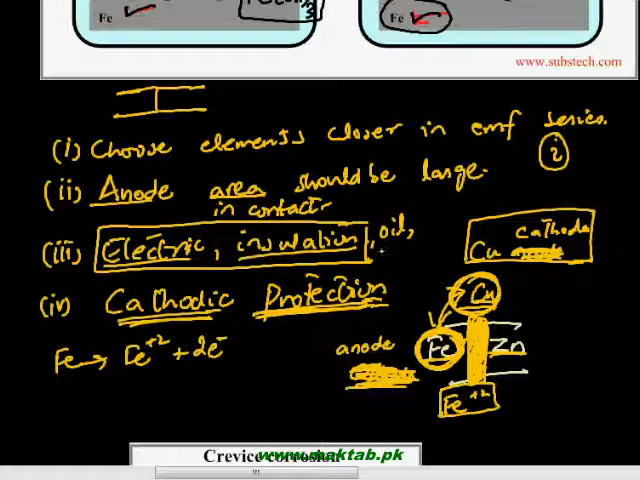 Fe
Fe
www.substech.com
(i) Choose elements closer in emf series.
(ii) Anode area should be large.
2
in contact
(iii) Electric, insulation, oil,
Cu cathode
(iv) Cathodic Protection
Cu
Fe → Fe+2 + 2e-
anode Fe Zn
Fe+2
Crevice corrosion
www.maktab.pk